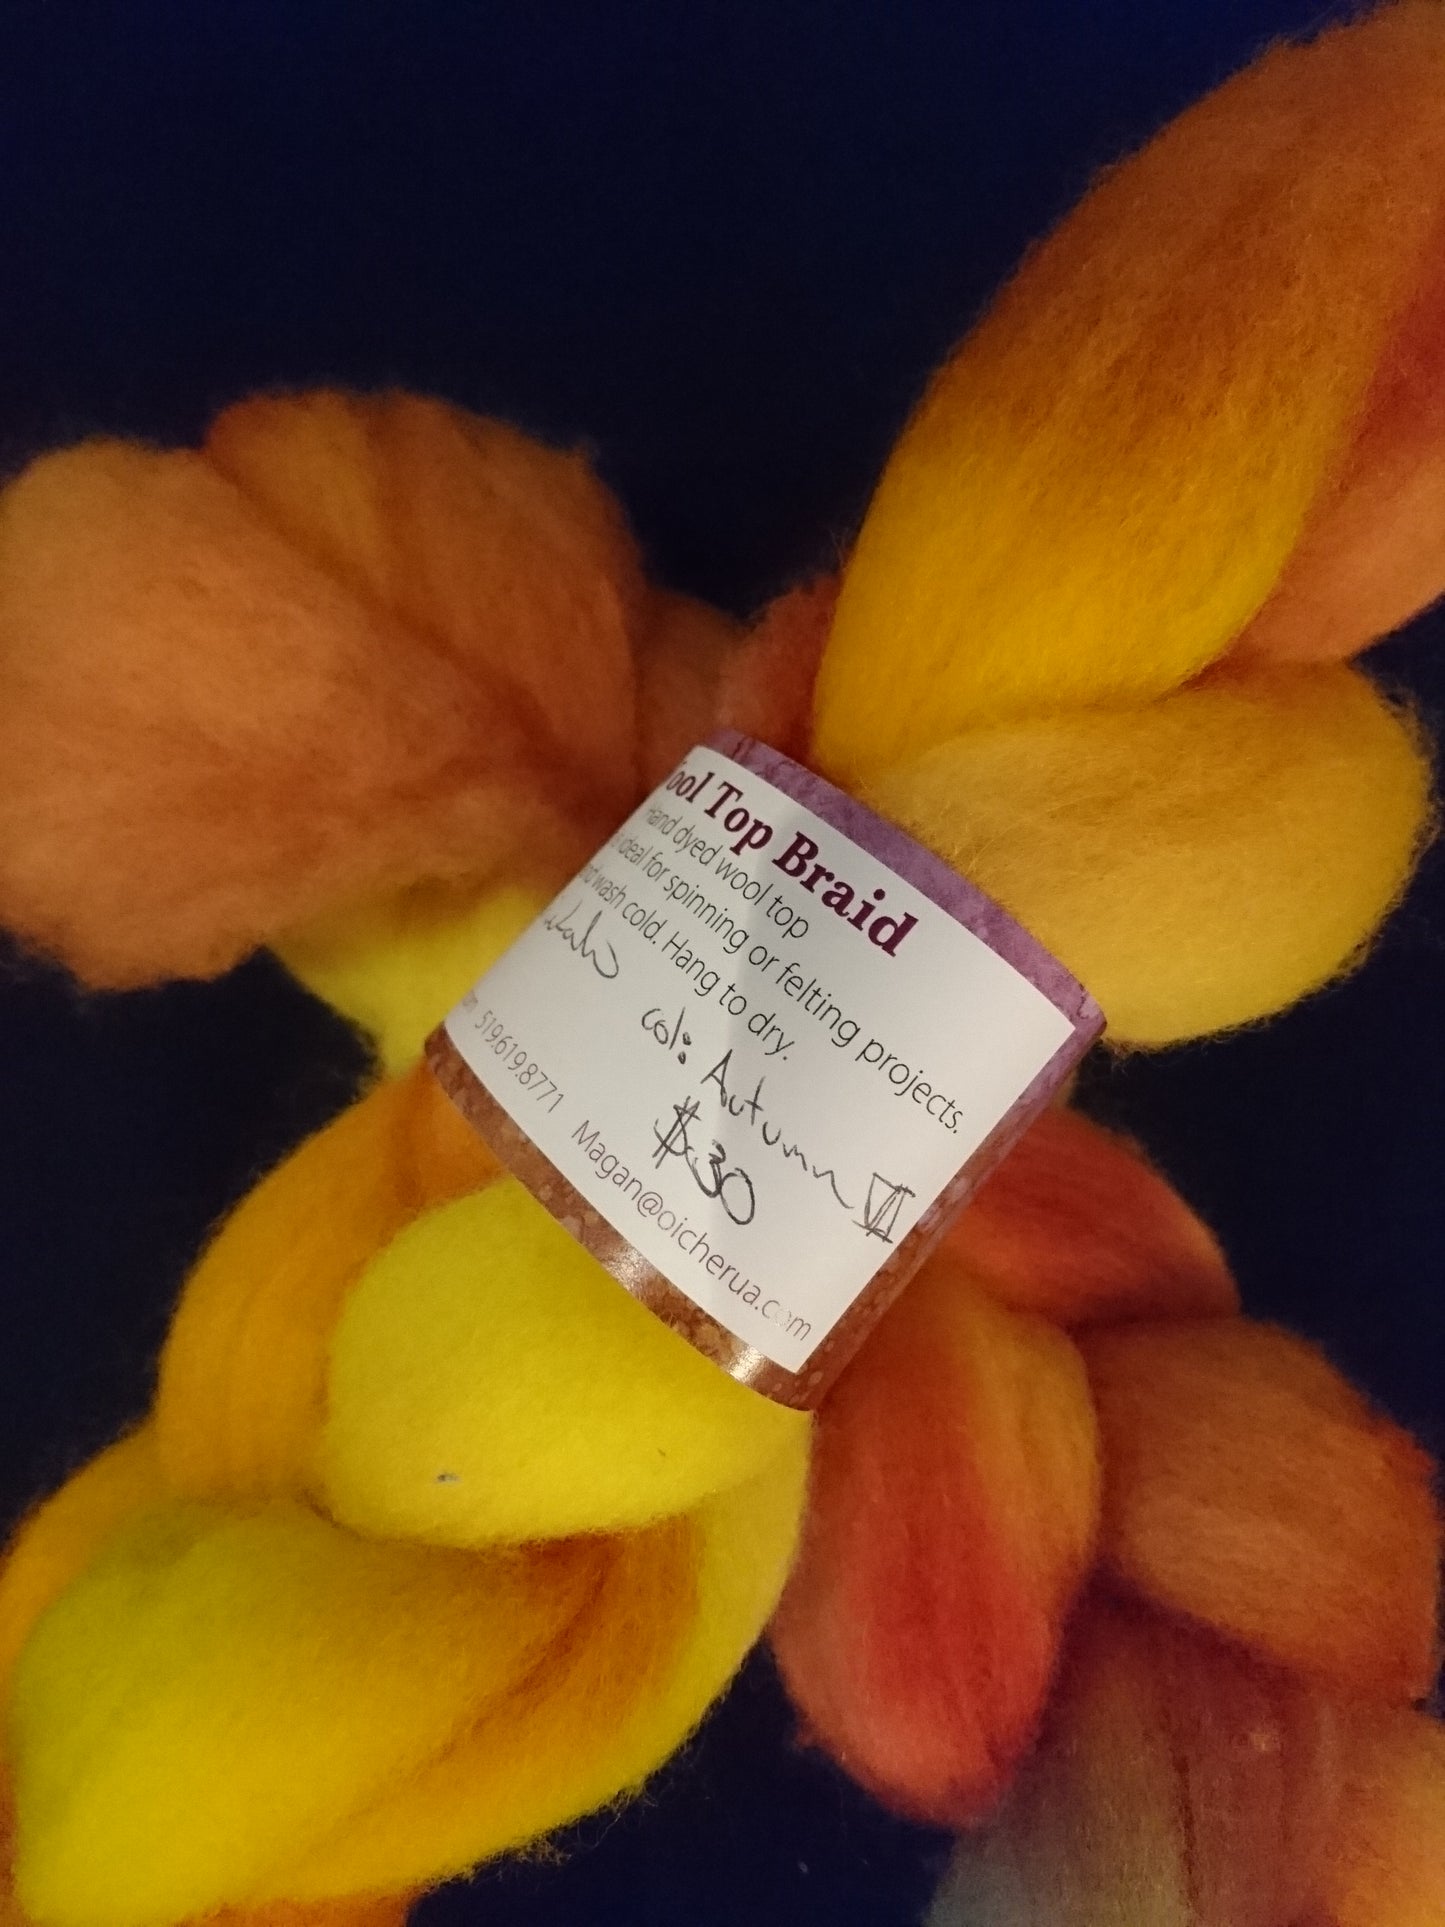 ool Top Braid
Hand dyed wool top
ideal for spinning or felting projects.
wash cold. Hang to dry.
col: Autumn VII
$30
519.619.8771 Magan@oicherua.com